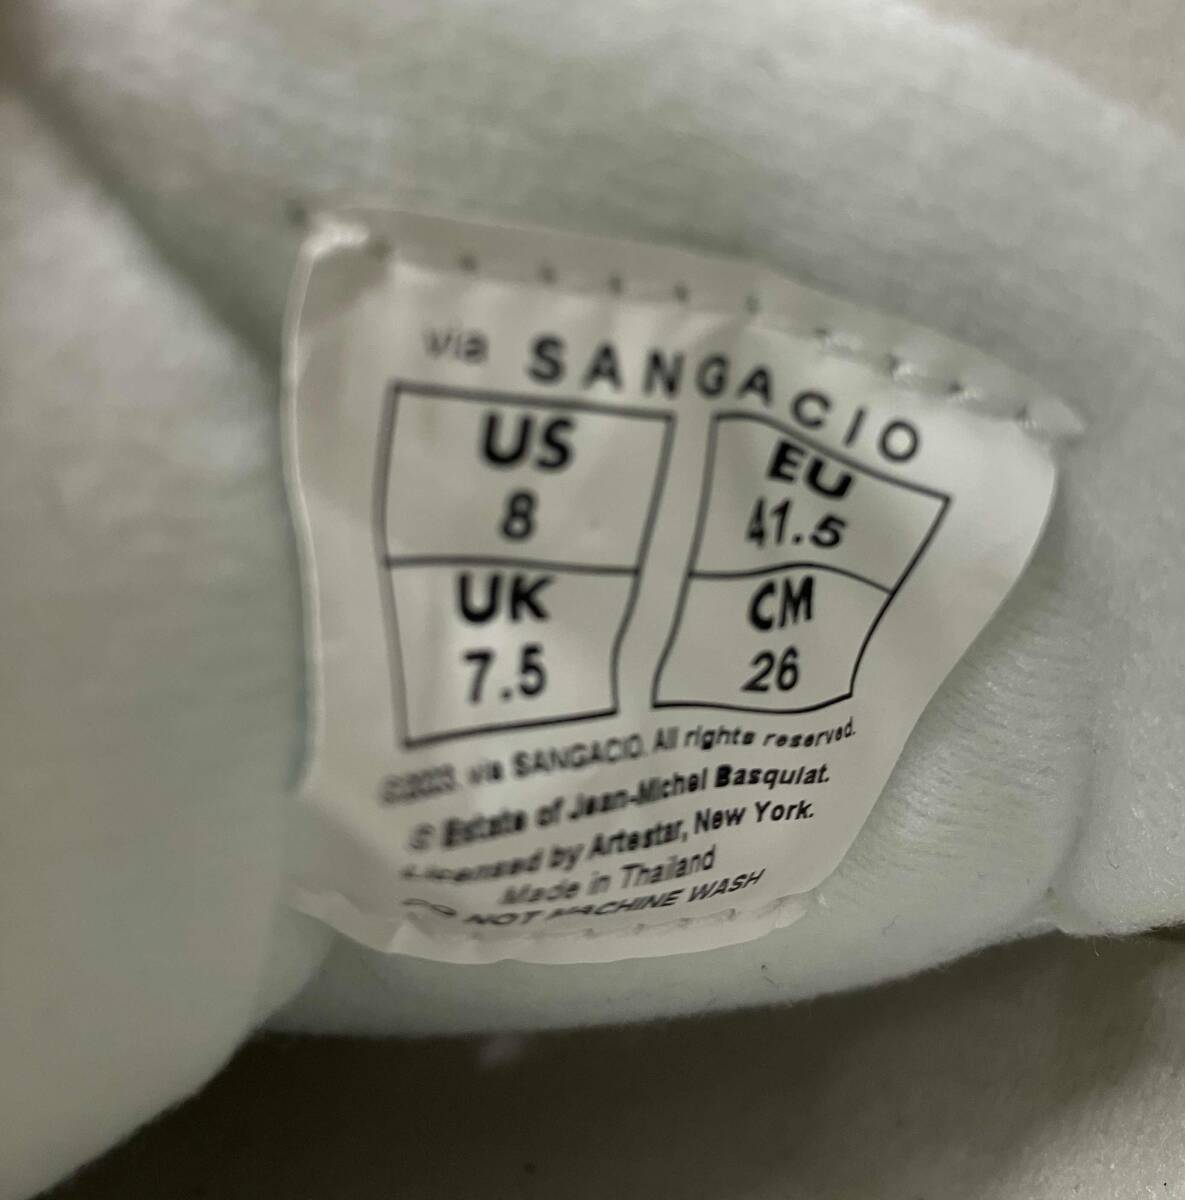 via SANGACIO
US EU
8 41.5
UK CM
7.5 26
©2023. via SANGACIO. All rights reserved.
© Estate of Jean-Michel Basquiat.
Licensed by Artestar, New York.
Made in Thailand
DO NOT MACHINE WASH